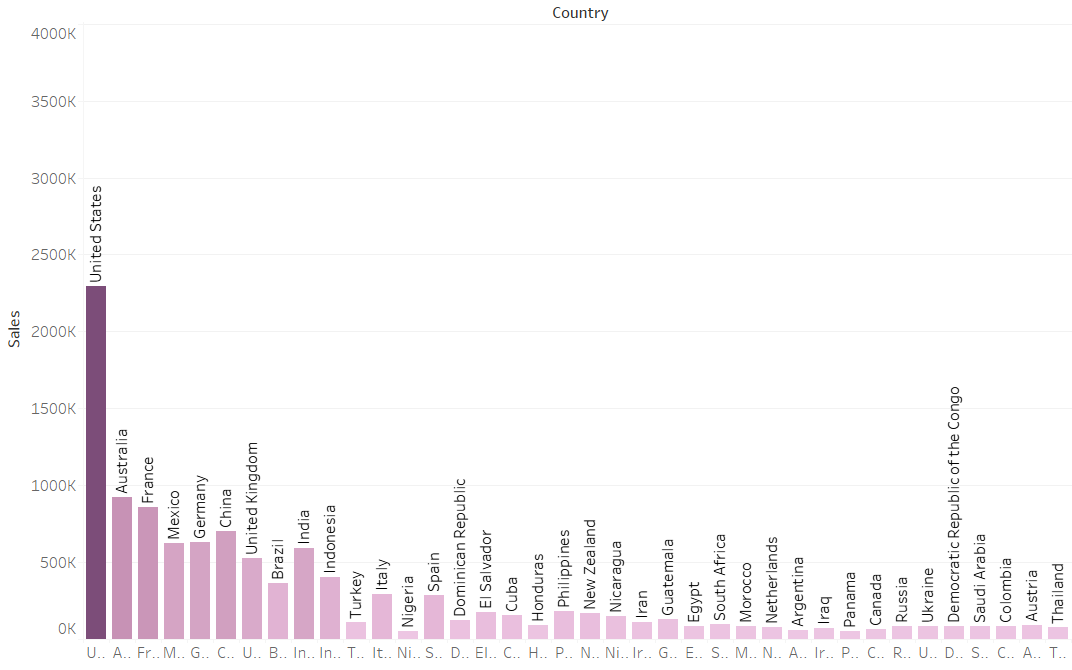 Country
4000K
3500K
3000K
2500K
2000K
1500K
1000K
500K
0K
Sales
United States
Australia
France
Mexico
Germany
China
United Kingdom
Brazil
India
Indonesia
Turkey
Italy
Nigeria
Spain
Dominican Republic
El Salvador
Cuba
Honduras
Philippines
New Zealand
Nicaragua
Iran
Guatemala
Egypt
South Africa
Morocco
Netherlands
Argentina
Iraq
Panama
Canada
Russia
Ukraine
Democratic Republic of the Congo
Saudi Arabia
Colombia
Austria
Thailand
U.. A.. Fr.. M.. G.. C.. U.. B.. In.. In.. T.. It.. Ni.. S.. D.. El.. C.. H.. P.. N.. Ni.. Ir.. G.. E.. S.. M.. N.. A.. Ir.. P.. C.. R.. U.. D.. S.. C.. A.. T..